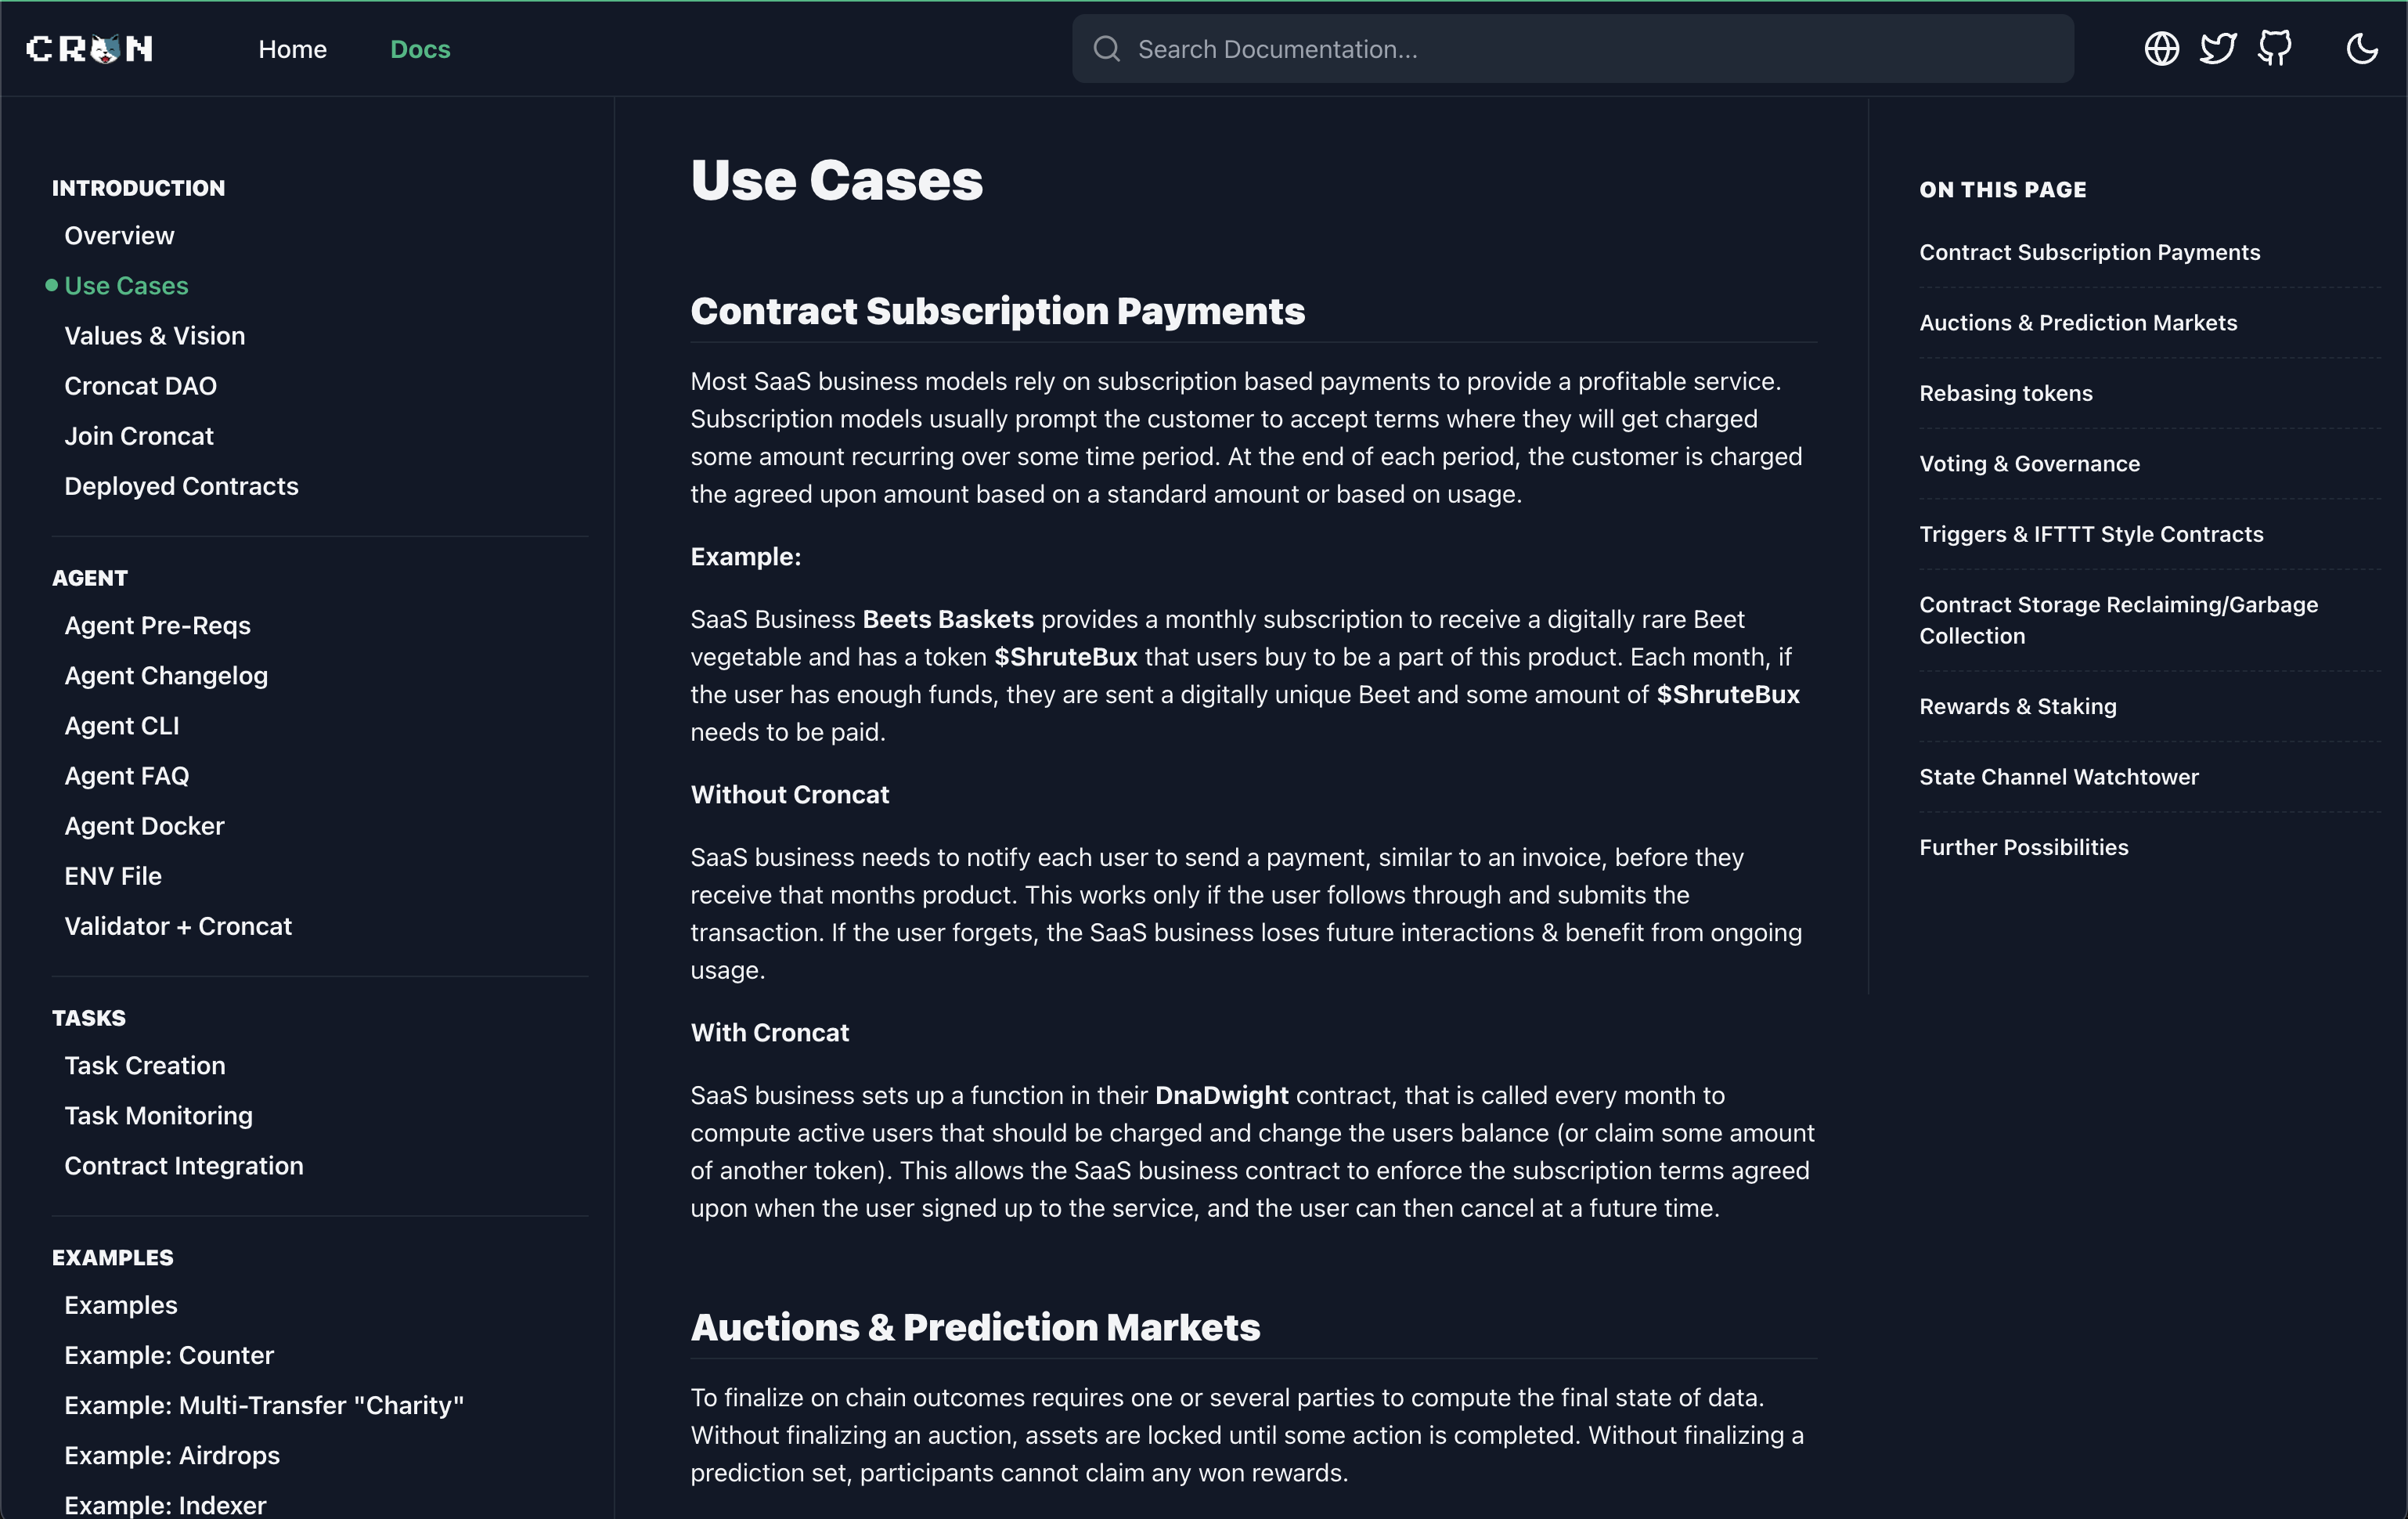 CRON
Home
Docs
Search Documentation...
INTRODUCTION
Overview
Use Cases
Values & Vision
Croncat DAO
Join Croncat
Deployed Contracts
AGENT
Agent Pre-Reqs
Agent Changelog
Agent CLI
Agent FAQ
Agent Docker
ENV File
Validator + Croncat
TASKS
Task Creation
Task Monitoring
Contract Integration
EXAMPLES
Examples
Example: Counter
Example: Multi-Transfer "Charity"
Example: Airdrops
Example: Indexer
Use Cases
Contract Subscription Payments
Most SaaS business models rely on subscription based payments to provide a profitable service.
Subscription models usually prompt the customer to accept terms where they will get charged
some amount recurring over some time period. At the end of each period, the customer is charged
the agreed upon amount based on a standard amount or based on usage.
Example:
SaaS Business Beets Baskets provides a monthly subscription to receive a digitally rare Beet
vegetable and has a token $ShruteBux that users buy to be a part of this product. Each month, if
the user has enough funds, they are sent a digitally unique Beet and some amount of $ShruteBux
needs to be paid.
Without Croncat
SaaS business needs to notify each user to send a payment, similar to an invoice, before they
receive that months product. This works only if the user follows through and submits the
transaction. If the user forgets, the SaaS business loses future interactions & benefit from ongoing
usage.
With Croncat
SaaS business sets up a function in their DnaDwight contract, that is called every month to
compute active users that should be charged and change the users balance (or claim some amount
of another token). This allows the SaaS business contract to enforce the subscription terms agreed
upon when the user signed up to the service, and the user can then cancel at a future time.
Auctions & Prediction Markets
To finalize on chain outcomes requires one or several parties to compute the final state of data.
Without finalizing an auction, assets are locked until some action is completed. Without finalizing a
prediction set, participants cannot claim any won rewards.
ON THIS PAGE
Contract Subscription Payments
Auctions & Prediction Markets
Rebasing tokens
Voting & Governance
Triggers & IFTTT Style Contracts
Contract Storage Reclaiming/Garbage
Collection
Rewards & Staking
State Channel Watchtower
Further Possibilities